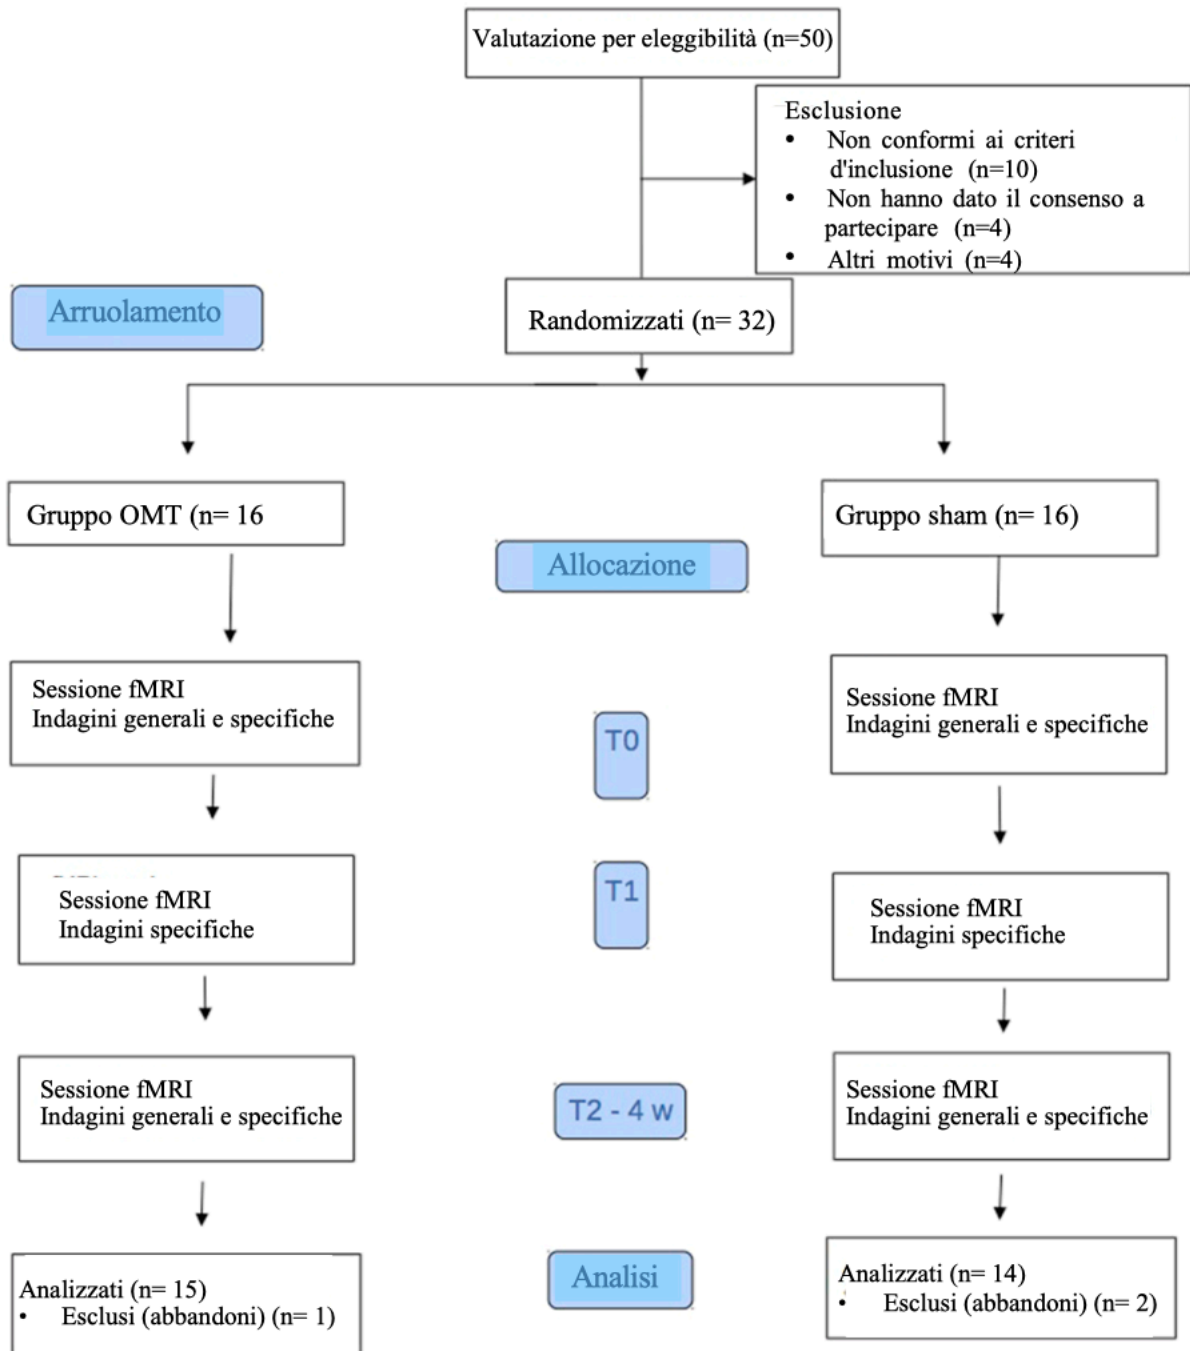 Valutazione per eleggibilità (n=50)
Esclusione
• Non conformi ai criteri
d'inclusione (n=10)
• Non hanno dato il consenso a
partecipare (n=4)
• Altri motivi (n=4)
Arruolamento
Randomizzati (n= 32)
Gruppo OMT (n= 16
Gruppo sham (n= 16)
Allocazione
Sessione fMRI
Indagini generali e specifiche
T0
Sessione fMRI
Indagini generali e specifiche
Sessione fMRI
Indagini specifiche
T1
Sessione fMRI
Indagini specifiche
Sessione fMRI
Indagini generali e specifiche
T2 - 4 w
Sessione fMRI
Indagini generali e specifiche
Analizzati (n= 15)
• Esclusi (abbandoni) (n= 1)
Analisi
Analizzati (n= 14)
• Esclusi (abbandoni) (n= 2)